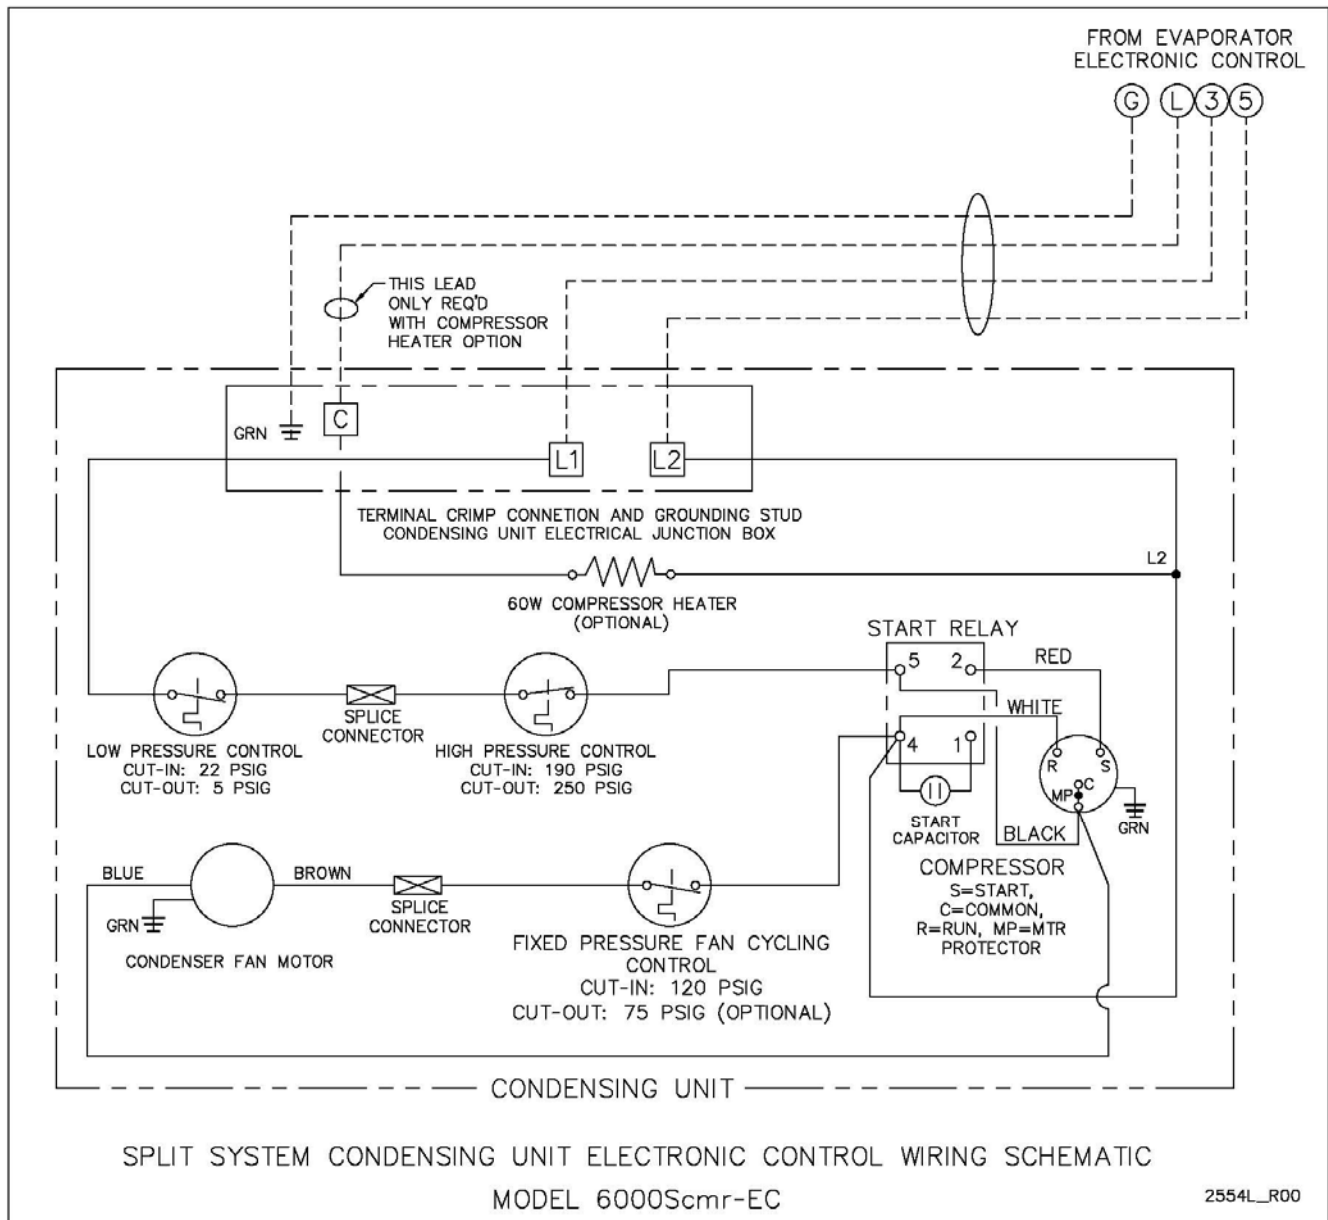 FROM EVAPORATOR
ELECTRONIC CONTROL
G L 3 5
THIS LEAD
ONLY REQ'D
WITH COMPRESSOR
HEATER OPTION
GRN
C
L1
L2
TERMINAL CRIMP CONNETION AND GROUNDING STUD
CONDENSING UNIT ELECTRICAL JUNCTION BOX
L2
60W COMPRESSOR HEATER
(OPTIONAL)
START RELAY
5 2
RED
WHITE
4 1
LOW PRESSURE CONTROL
CUT-IN: 22 PSIG
CUT-OUT: 5 PSIG
SPLICE
CONNECTOR
HIGH PRESSURE CONTROL
CUT-IN: 190 PSIG
CUT-OUT: 250 PSIG
R S
C
MP
GRN
START
CAPACITOR
BLACK
COMPRESSOR
S=START,
C=COMMON,
R=RUN, MP=MTR
PROTECTOR
BLUE
BROWN
GRN
CONDENSER FAN MOTOR
SPLICE
CONNECTOR
FIXED PRESSURE FAN CYCLING
CONTROL
CUT-IN: 120 PSIG
CUT-OUT: 75 PSIG (OPTIONAL)
CONDENSING UNIT
SPLIT SYSTEM CONDENSING UNIT ELECTRONIC CONTROL WIRING SCHEMATIC
MODEL 6000Scmr-EC
2554L_R00